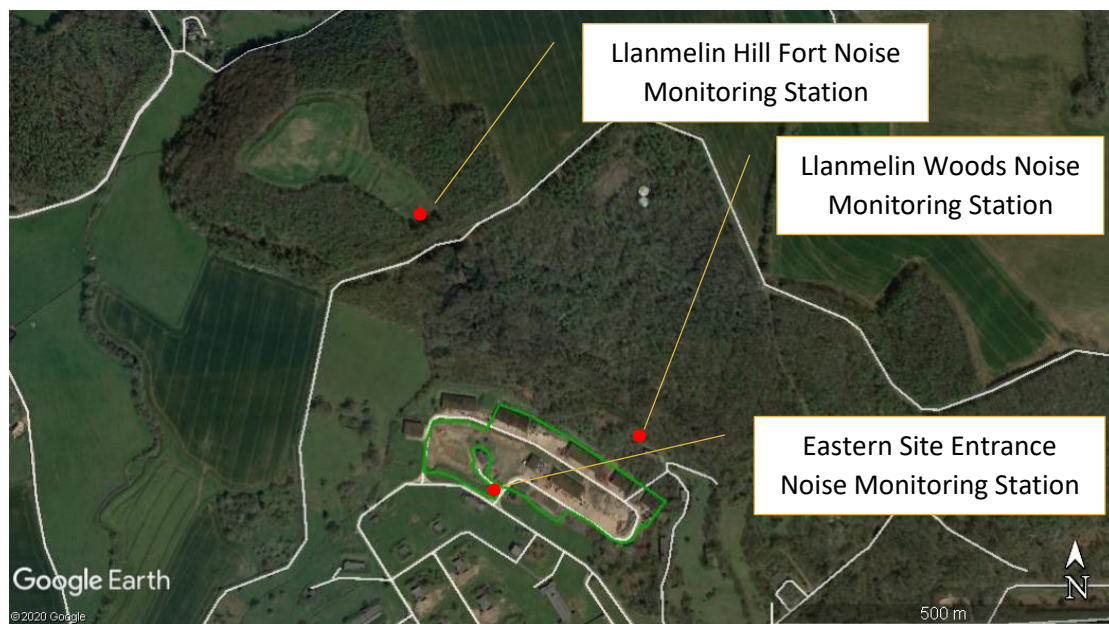 Llanmelin Hill Fort Noise
Monitoring Station
Llanmelin Woods Noise
Monitoring Station
Eastern Site Entrance
Noise Monitoring Station
Google Earth
© 2020 Google
N
500 m